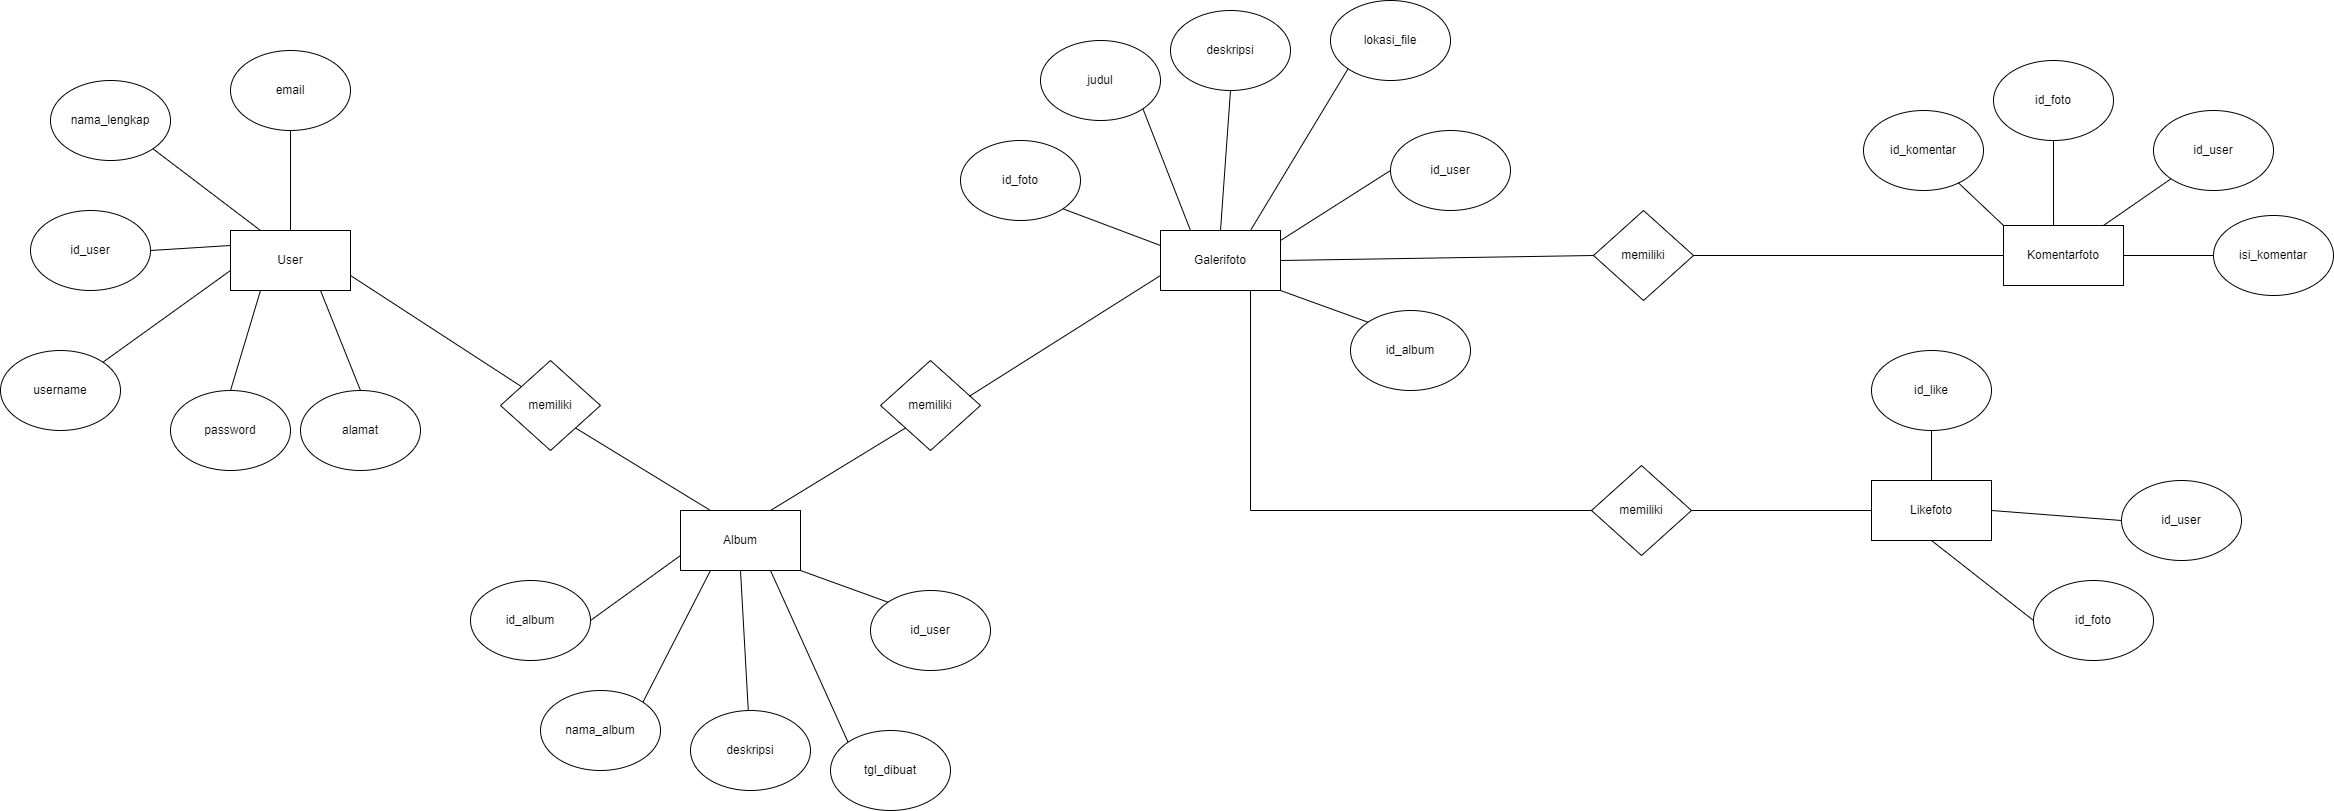 lokasi_file
deskripsi
judul
email
id_foto
nama_lengkap
id_komentar
id_user
id_user
id_foto
id_user
User
Galerifoto
memiliki
Komentarfoto
isi_komentar
id_album
username
memiliki
memiliki
id_like
password
alamat
memiliki
Likefoto
id_user
Album
id_album
id_user
id_foto
nama_album
deskripsi
tgl_dibuat